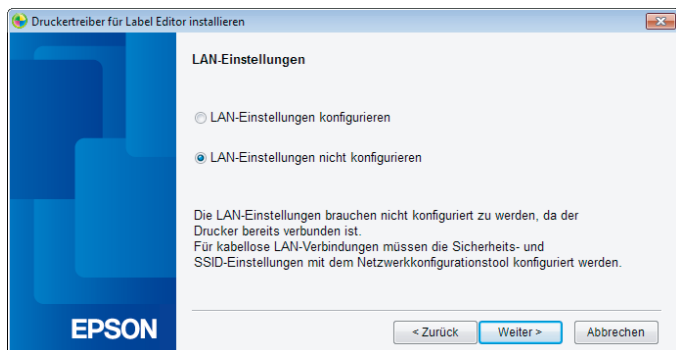 Druckertreiber für Label Editor installieren
LAN-Einstellungen
LAN-Einstellungen konfigurieren
LAN-Einstellungen nicht konfigurieren
Die LAN-Einstellungen brauchen nicht konfiguriert zu werden, da der
Drucker bereits verbunden ist.
Für kabellose LAN-Verbindungen müssen die Sicherheits- und
SSID-Einstellungen mit dem Netzwerkkonfigurationstool konfiguriert werden.
EPSON
< Zurück Weiter > Abbrechen